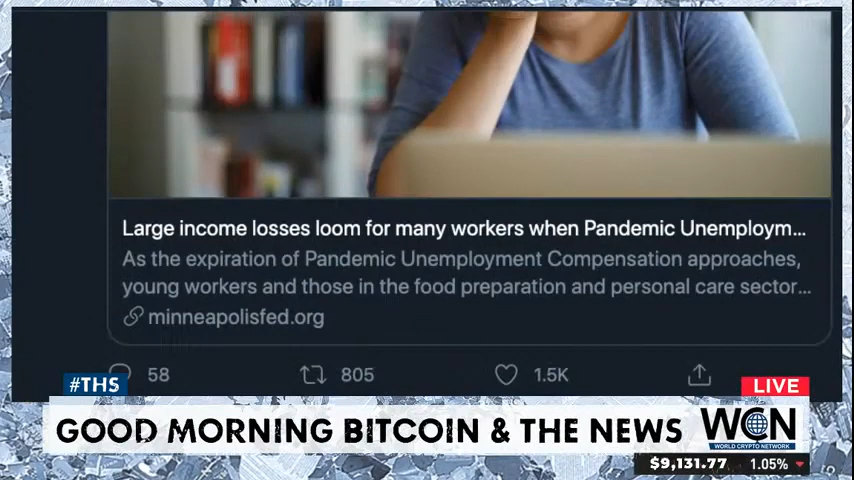 Large income losses loom for many workers when Pandemic Unemploym...
As the expiration of Pandemic Unemployment Compensation approaches,
young workers and those in the food preparation and personal care sector...
minneapolisfed.org
58
805
1.5K
#THS
LIVE
GOOD MORNING BITCOIN & THE NEWS
WCN
WORLD CRYPTO NETWORK
$9,131.77
1.05%